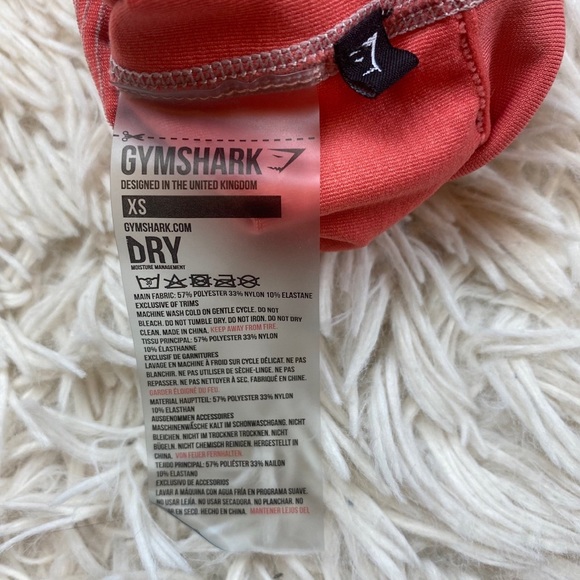 GYMSHARK
DESIGNED IN THE UNITED KINGDOM
XS
GYMSHARK.COM
DRY
MOISTURE MANAGEMENT
30
MAIN FABRIC: 57% POLYESTER 33% NYLON 10% ELASTANE
EXCLUSIVE OF TRIMS
MACHINE WASH COLD ON GENTLE CYCLE. DO NOT
BLEACH. DO NOT TUMBLE DRY. DO NOT IRON. DO NOT DRY
CLEAN. MADE IN CHINA. KEEP AWAY FROM FIRE.
TISSU PRINCIPAL: 57% POLYESTER 33% NYLON
10% ÉLASTHANNE
EXCLUSIF DE GARNITURES
LAVAGE EN MACHINE À FROID SUR CYCLE DÉLICAT. NE PAS
BLANCHIR. NE PAS UTILISER DE SÈCHE-LINGE. NE PAS
REPASSER. NE PAS NETTOYER À SEC. FABRIQUÉ EN CHINE.
GARDER ÉLOIGNÉ DU FEU.
MATERIAL HAUPTTEIL: 57% POLYESTER 33% NYLON
10% ELASTHAN
AUSGENOMMEN ACCESSOIRES
MASCHINENWÄSCHE KALT IM SCHONWASCHGANG. NICHT
BLEICHEN. NICHT IM TROCKNER TROCKNEN. NICHT
BÜGELN. NICHT CHEMISCH REINIGEN. HERGESTELLT IN
CHINA. VON FEUER FERNHALTEN
TEJIDO PRINCIPAL: 57% POLIÉSTER 33% NAILON
10% ELASTANO
EXCLUSIVO DE ACCESORIOS
LAVAR A MÁQUINA CON AGUA FRÍA EN PROGRAMA SUAVE.
NO USAR LEJÍA. NO USAR SECADORA. NO PLANCHAR. NO
EN SECO. HECHO EN CHINA. MANTENER LEJOS DEL